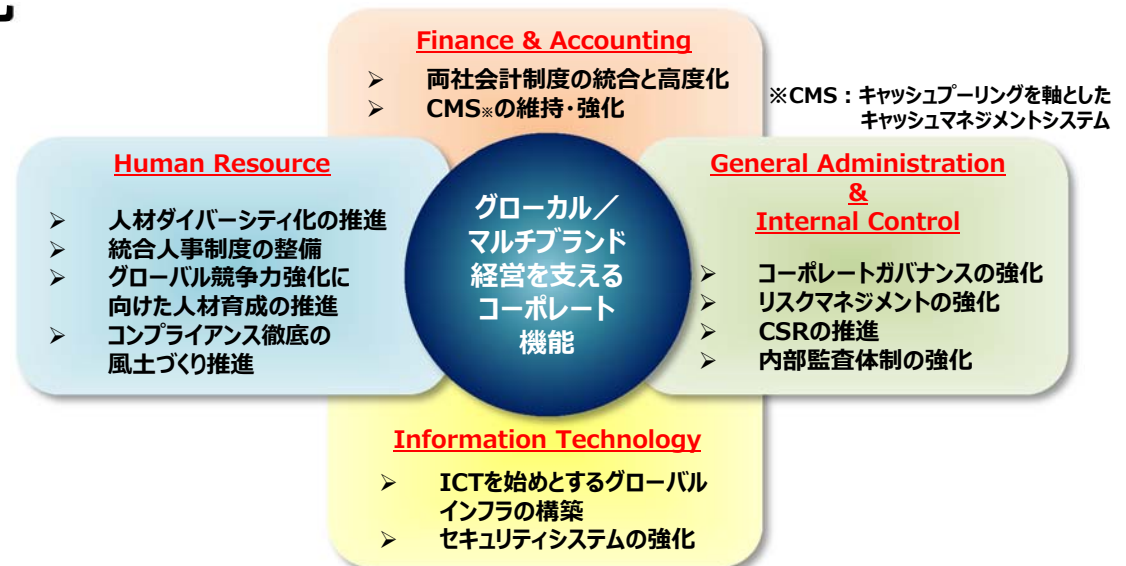 Finance & Accounting
➢ 両社会計制度の統合と高度化
➢ CMS※の維持・強化
※CMS：キャッシュプーリングを軸とした
キャッシュマネジメントシステム
Human Resource
➢ 人材ダイバーシティ化の推進
➢ 統合人事制度の整備
➢ グローバル競争力強化に
向けた人材育成の推進
➢ コンプライアンス徹底の
風土づくり推進
グローカル／
マルチブランド
経営を支える
コーポレート
機能
General Administration
&
Internal Control
➢ コーポレートガバナンスの強化
➢ リスクマネジメントの強化
➢ CSRの推進
➢ 内部監査体制の強化
Information Technology
➢ ICTを始めとするグローバル
インフラの構築
➢ セキュリティシステムの強化